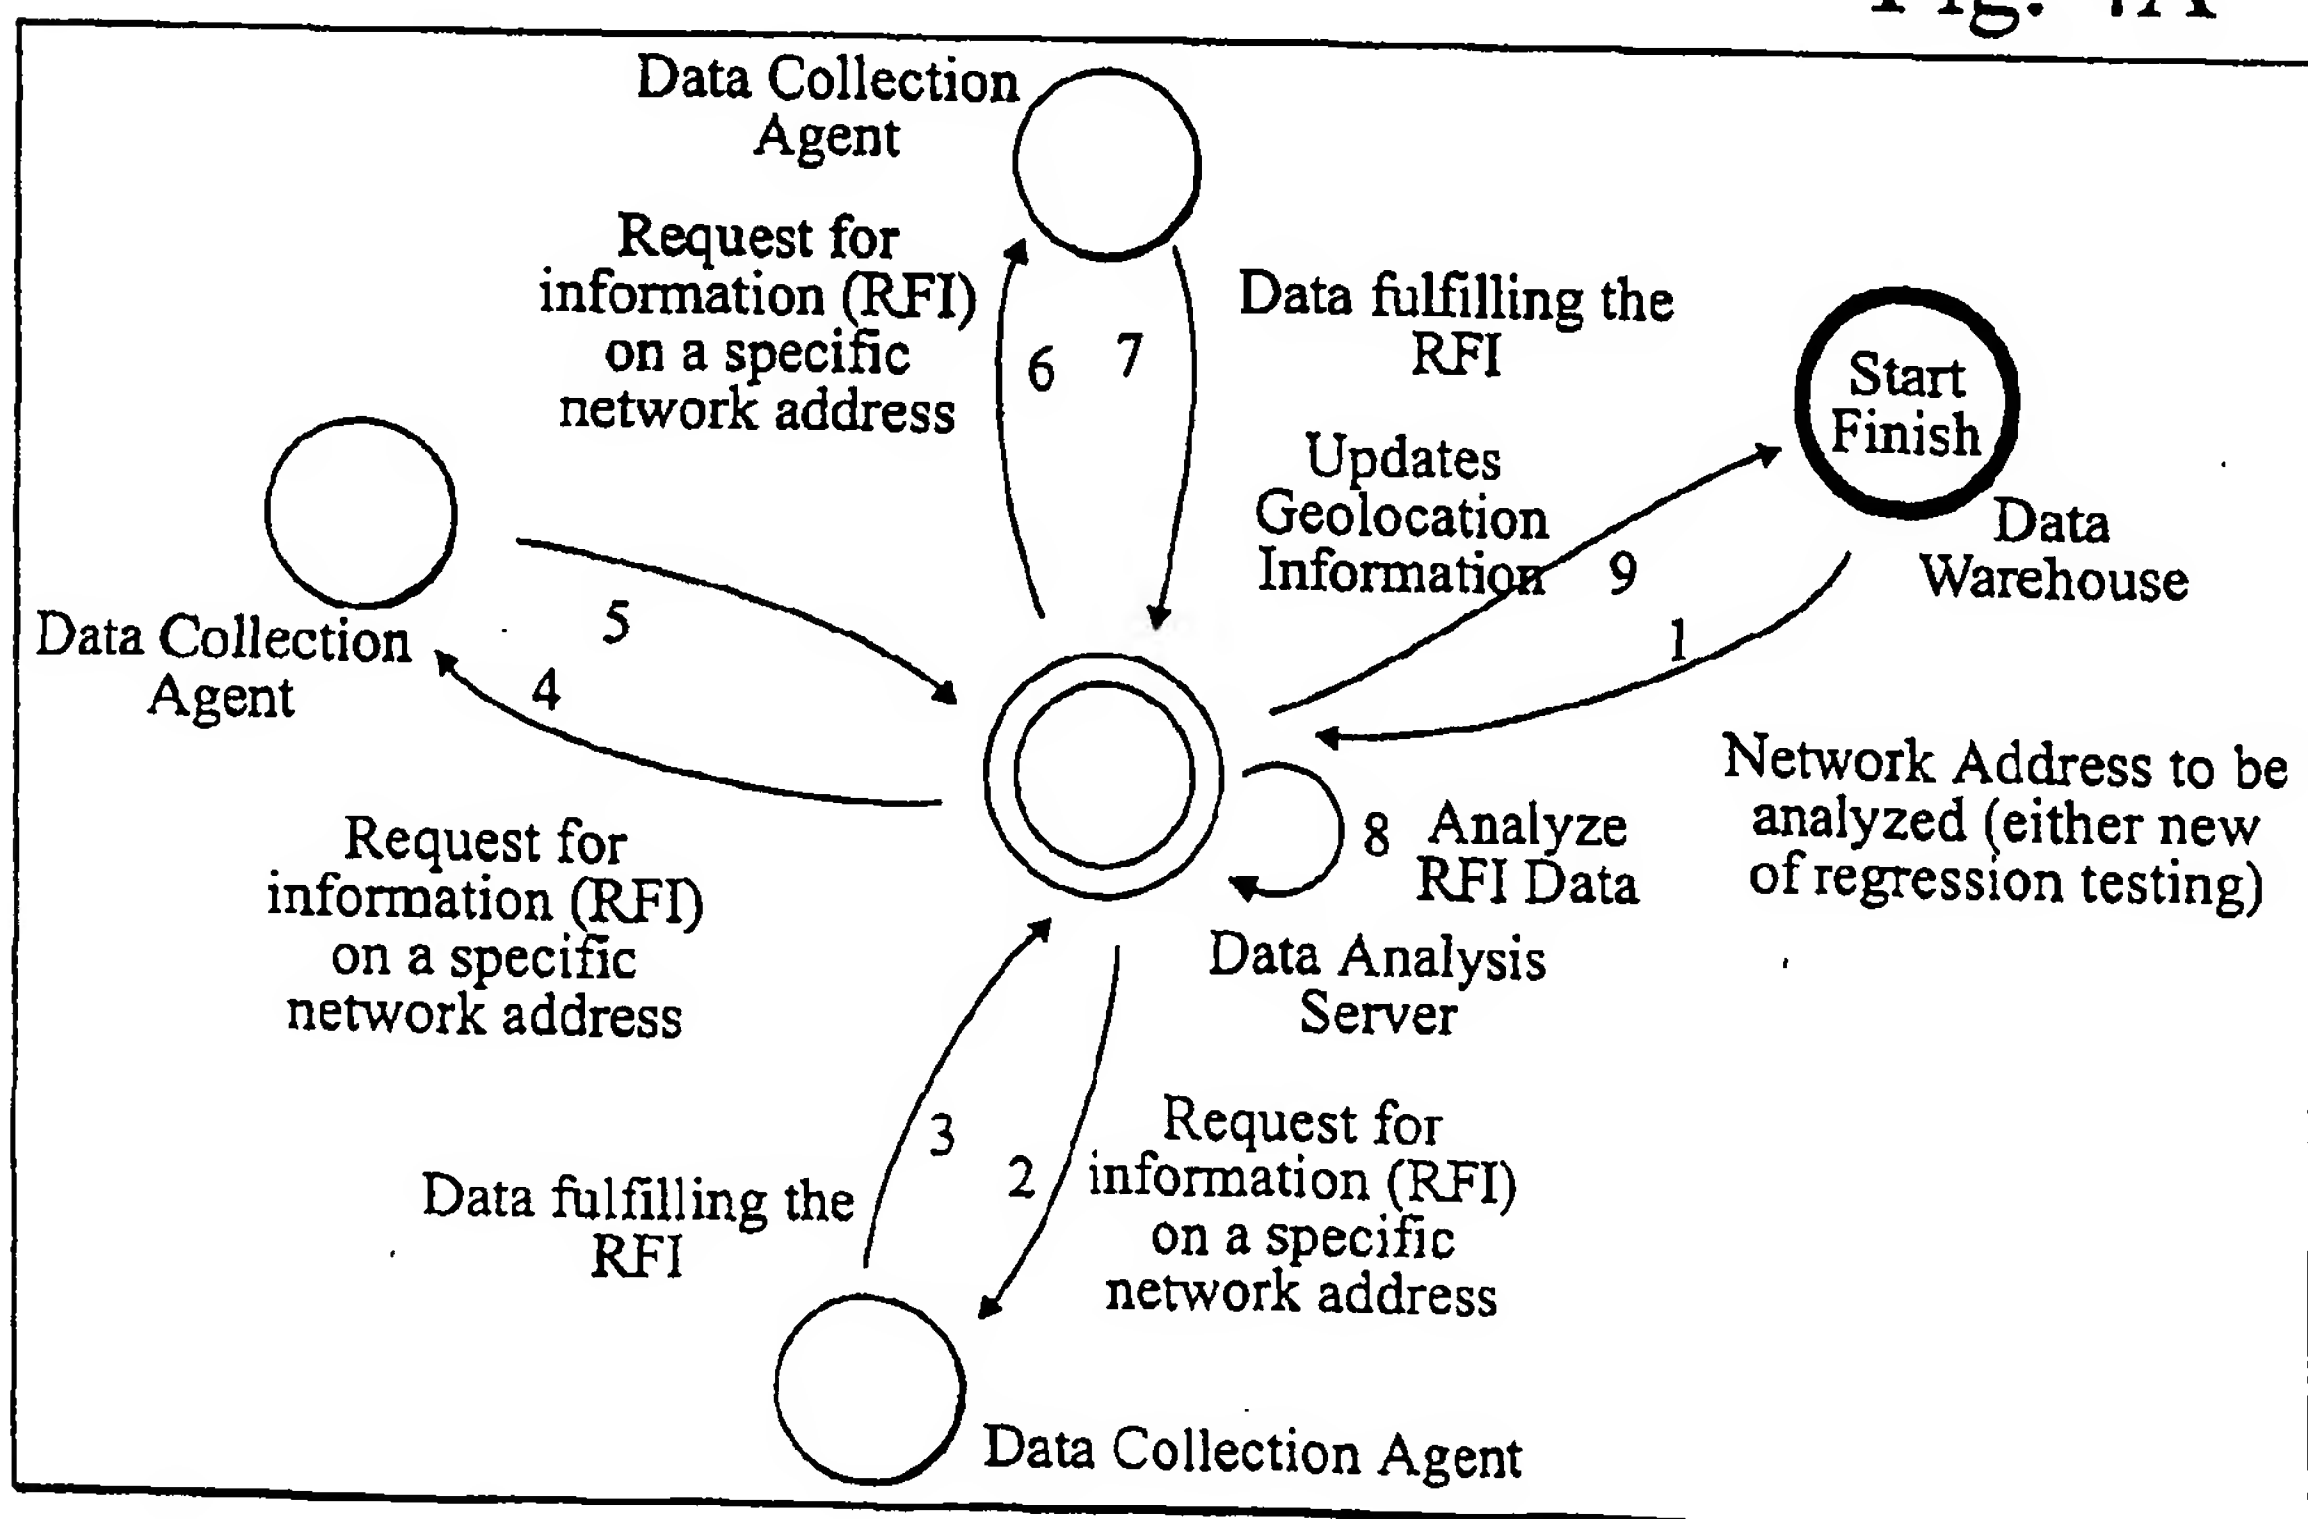 Fig. 4A
Data Collection
Agent
Request for
information (RFI)
on a specific
network address
6
7
Data fulfilling the
RFI
Start
Finish
Data
Warehouse
Updates
Geolocation
Information
9
1
5
4
Data Collection
Agent
Network Address to be
analyzed (either new
of regression testing)
8
Analyze
RFI Data
Data Analysis
Server
Request for
information (RFI)
on a specific
network address
3
2
Data fulfilling the
RFI
Request for
information (RFI)
on a specific
network address
Data Collection Agent